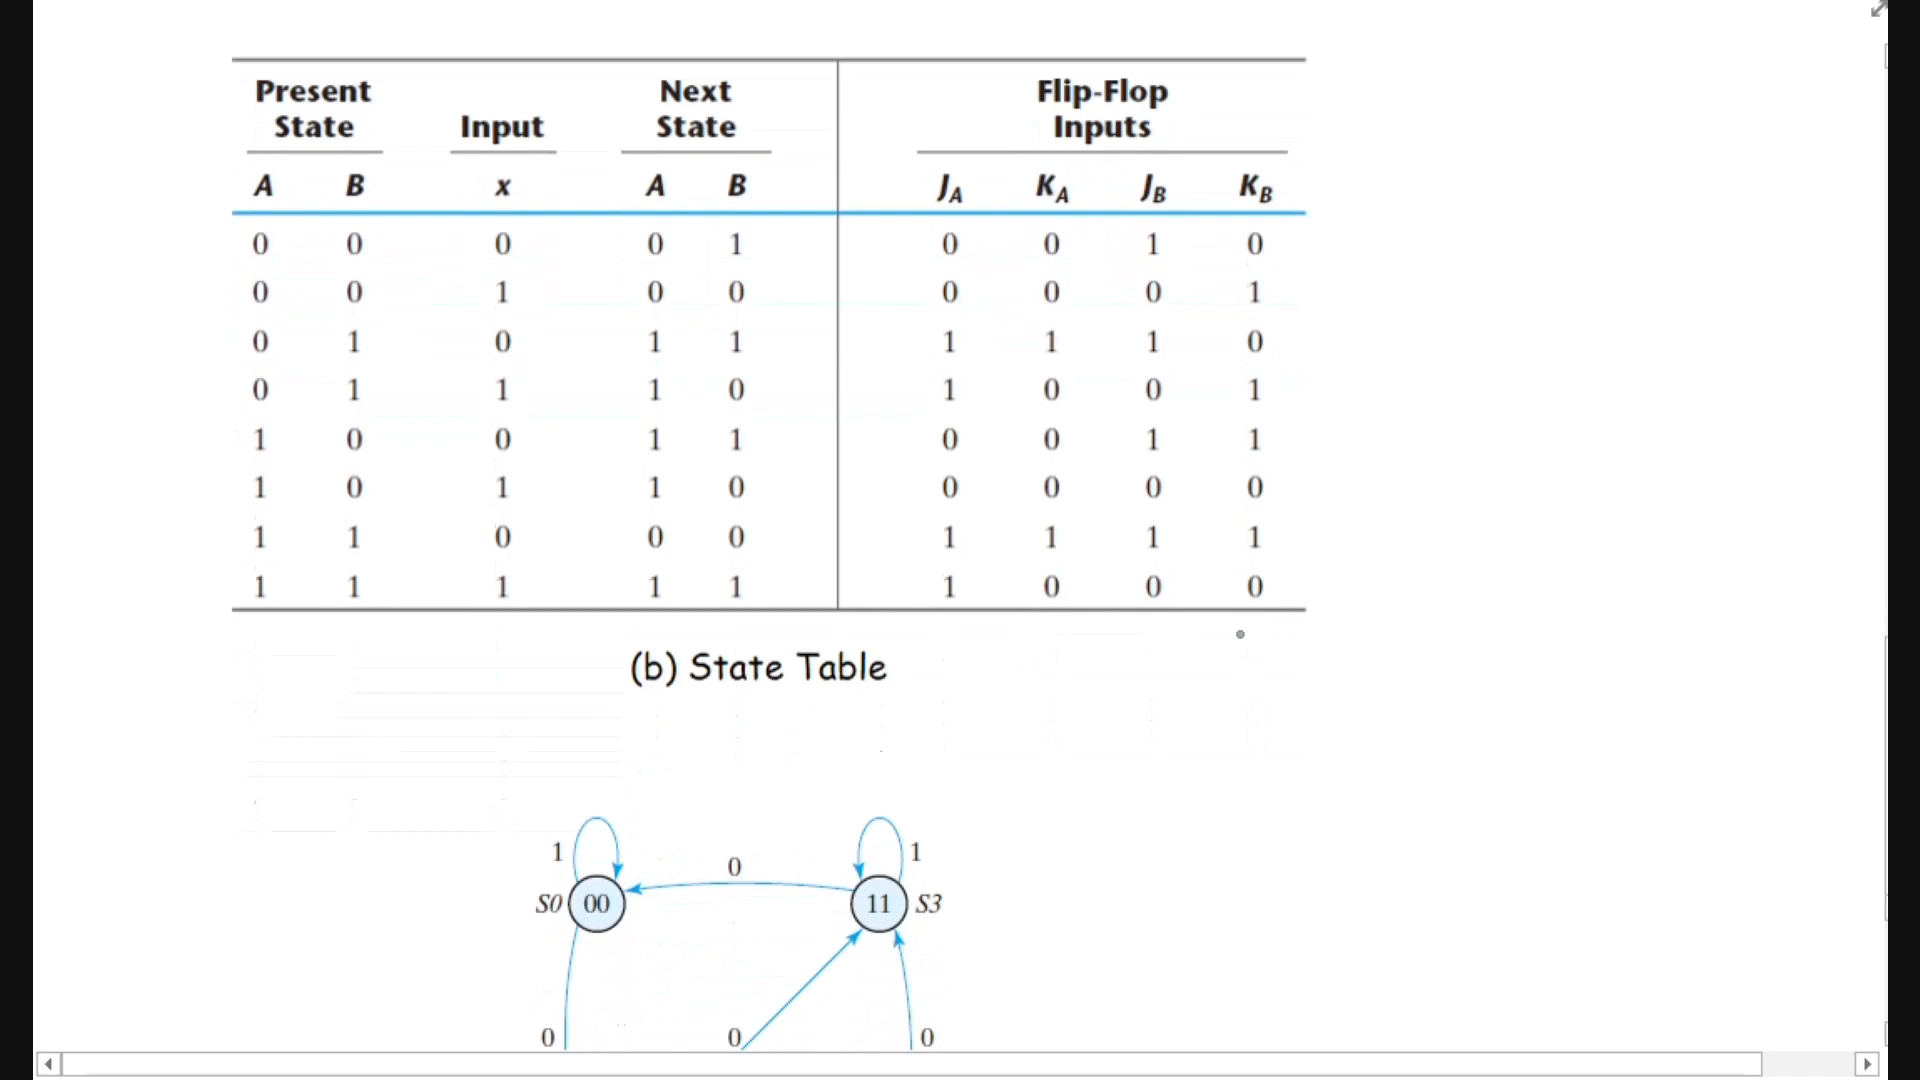 Present Next Flip-Flop
State Input State Inputs
A B x A B J_A K_A J_B K_B
0 0 0 0 1 0 0 1 0
0 0 1 0 0 0 0 0 1
0 1 0 1 1 1 1 1 0
0 1 1 1 0 1 0 0 1
1 0 0 1 1 0 0 1 1
1 0 1 1 0 0 0 0 0
1 1 0 0 0 1 1 1 1
1 1 1 1 1 1 0 0 0
(b) State Table
1 0 1
S0 00 11 S3
0 0 0